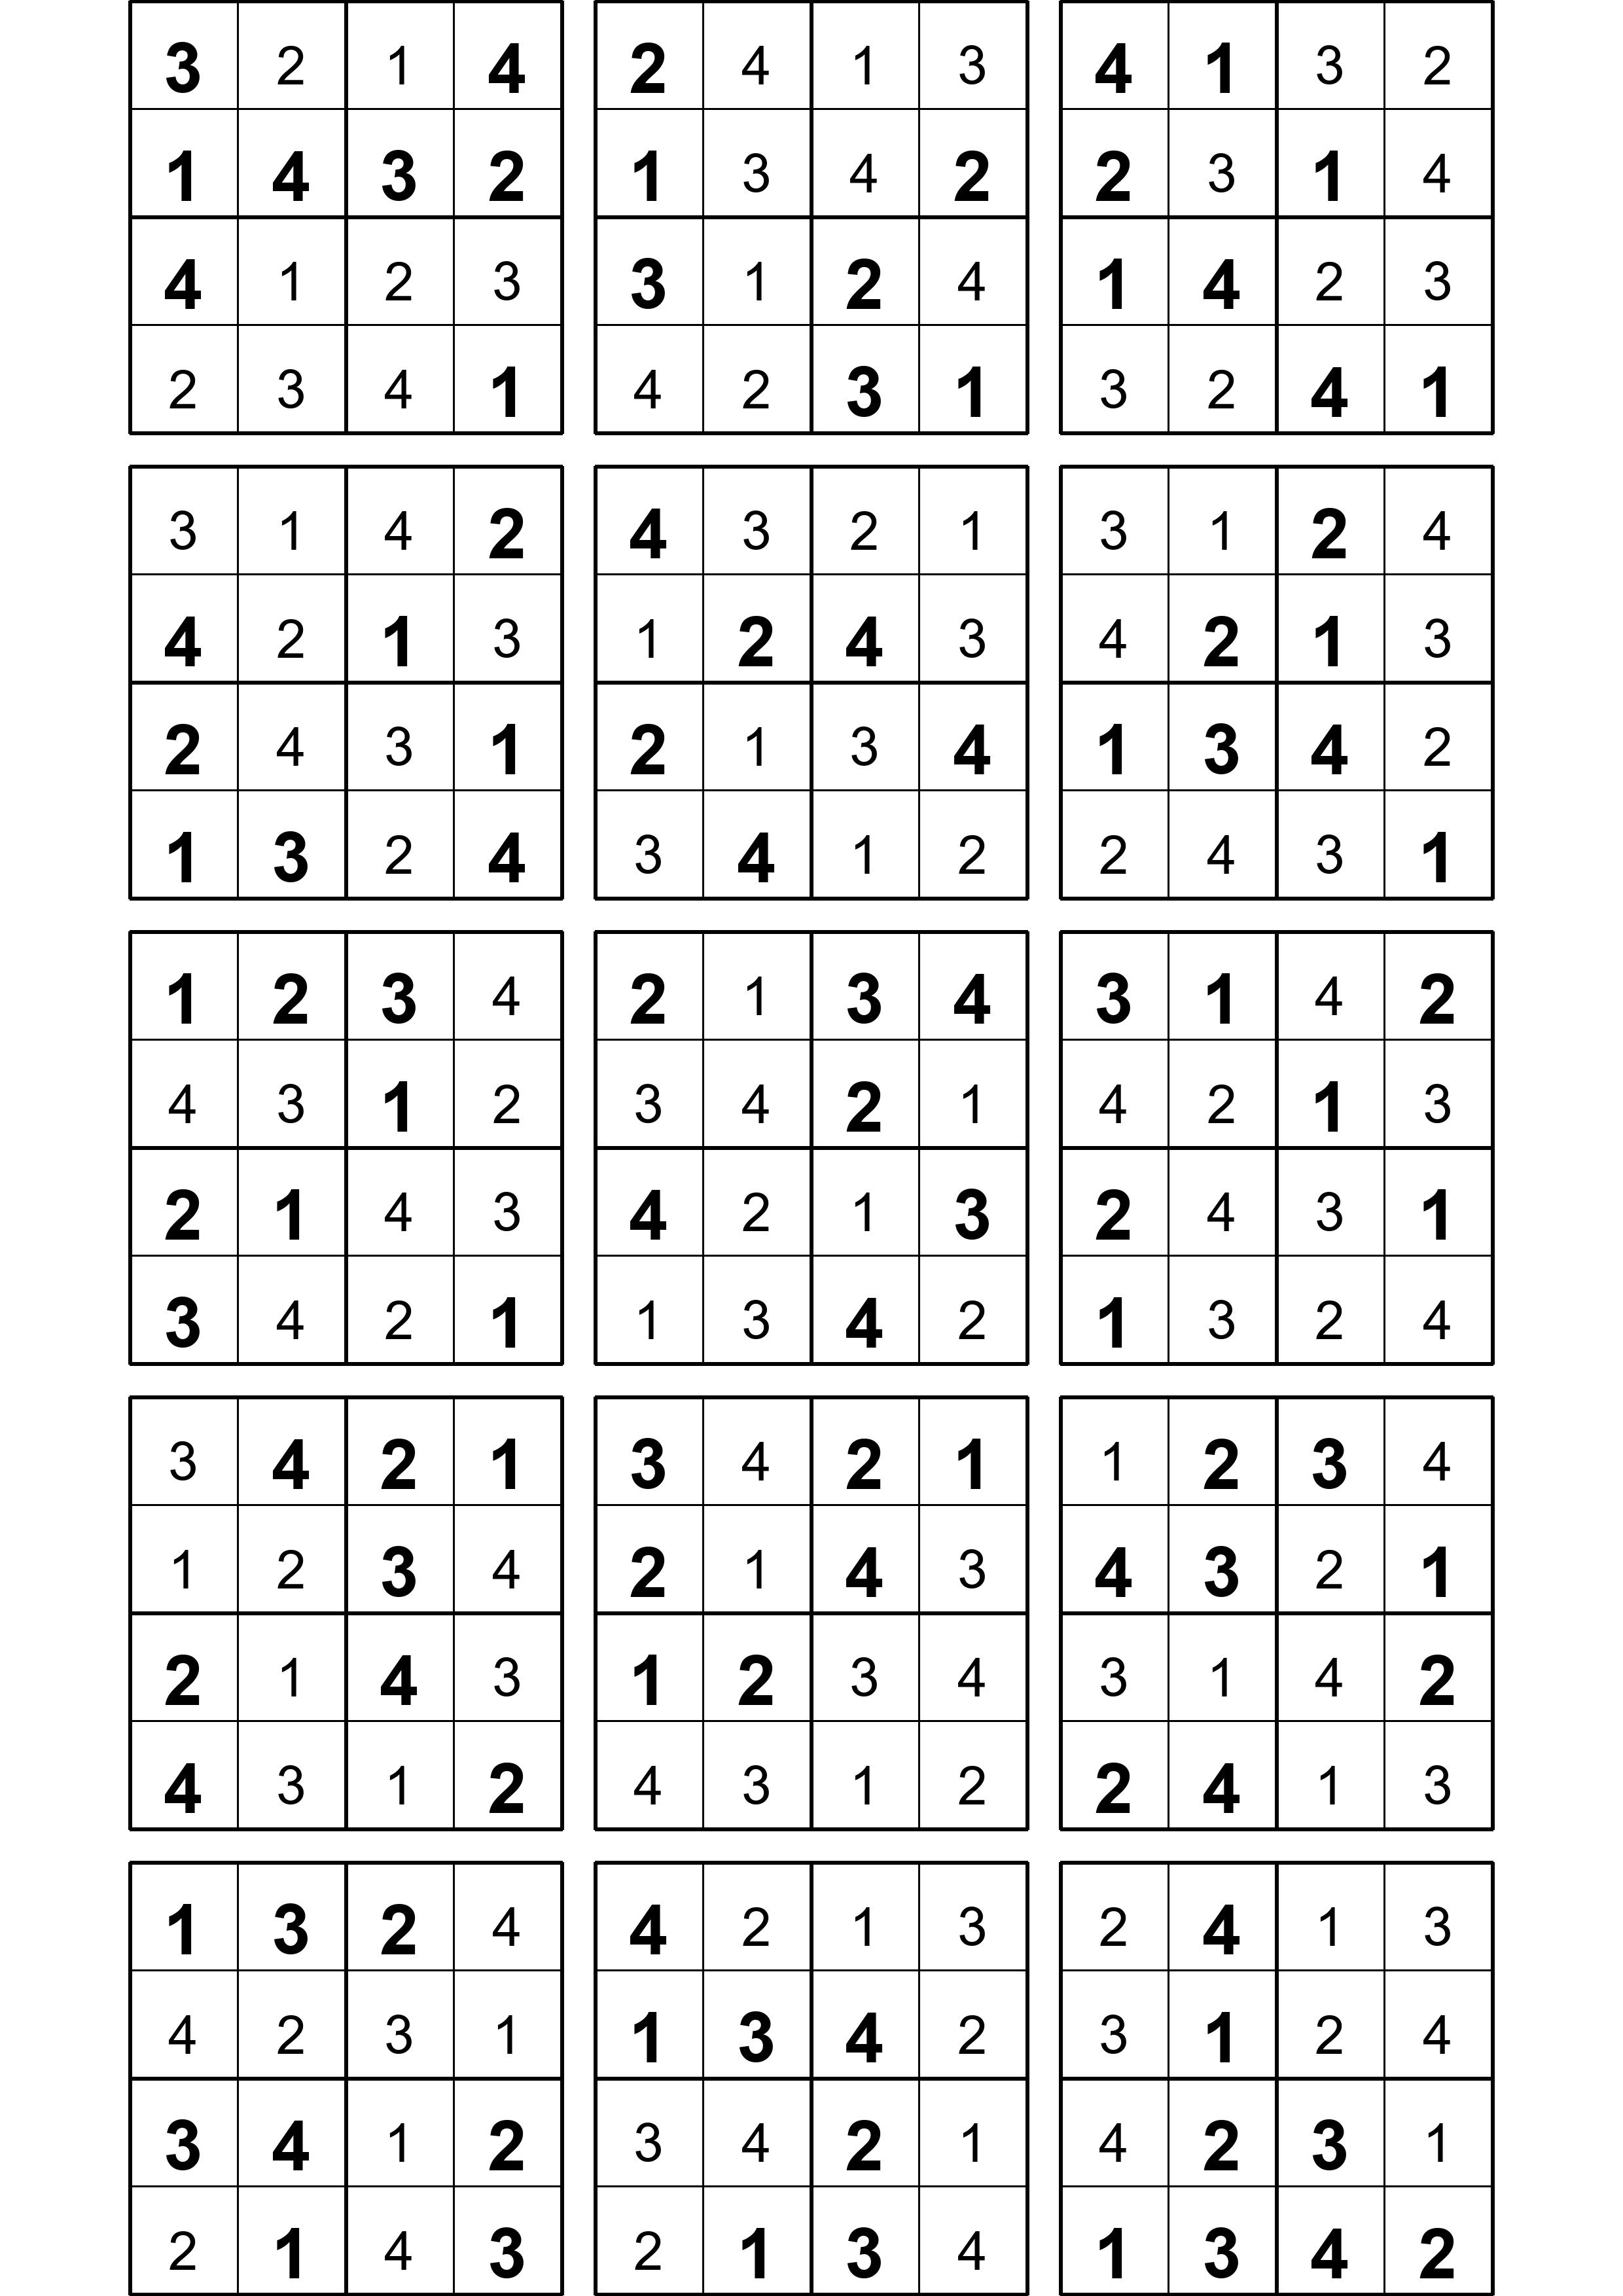 3 2 1 4 2 4 1 3 4 1 3 2
1 4 3 2 1 3 4 2 2 3 1 4
4 1 2 3 3 1 2 4 1 4 2 3
2 3 4 1 4 2 3 1 3 2 4 1
3 1 4 2 4 3 2 1 3 1 2 4
4 2 1 3 1 2 4 3 4 2 1 3
2 4 3 1 2 1 3 4 1 3 4 2
1 3 2 4 3 4 1 2 2 4 3 1
1 2 3 4 2 1 3 4 3 1 4 2
4 3 1 2 3 4 2 1 4 2 1 3
2 1 4 3 4 2 1 3 2 4 3 1
3 4 2 1 1 3 4 2 1 3 2 4
3 4 2 1 3 4 2 1 1 2 3 4
1 2 3 4 2 1 4 3 4 3 2 1
2 1 4 3 1 2 3 4 3 1 4 2
4 3 1 2 4 3 1 2 2 4 1 3
1 3 2 4 4 2 1 3 2 4 1 3
4 2 3 1 1 3 4 2 3 1 2 4
3 4 1 2 3 4 2 1 4 2 3 1
2 1 4 3 2 1 3 4 1 3 4 2